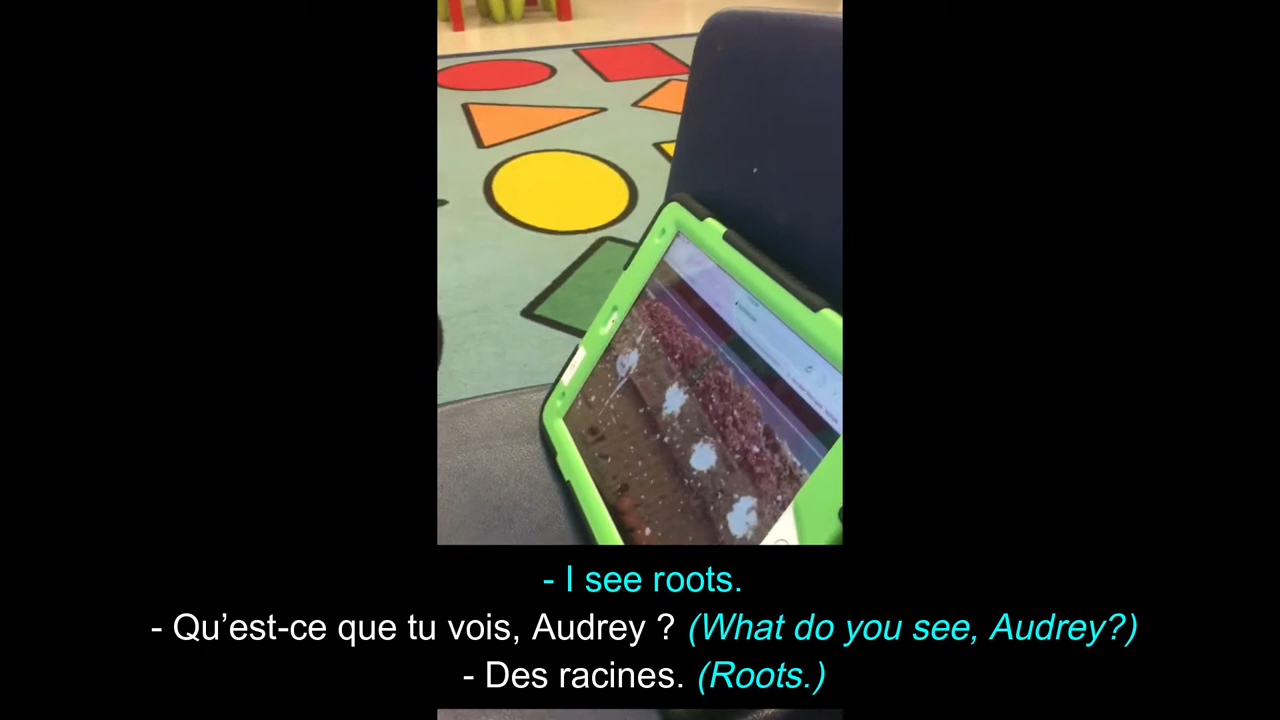 - I see roots.
- Qu’est-ce que tu vois, Audrey ? (What do you see, Audrey?)
- Des racines. (Roots.)